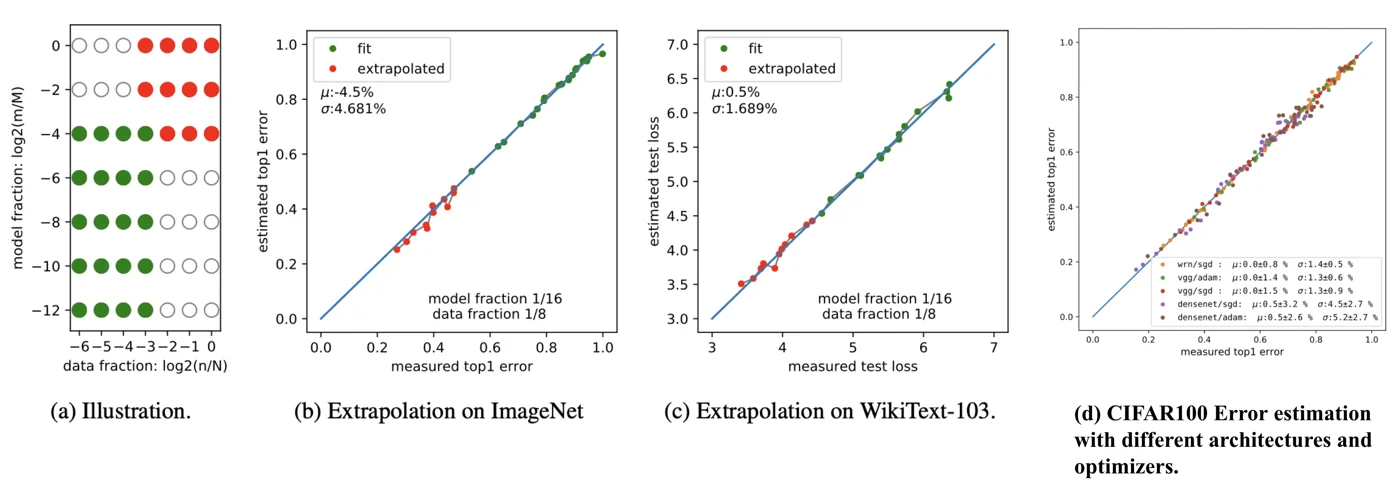 model fraction: log2(m/M)
0
−2
−4
−6
−8
−10
−12
−6 −5 −4 −3 −2 −1 0
data fraction: log2(n/N)
(a) Illustration.
estimated top1 error
1.0
0.8
0.6
0.4
0.2
0.0
fit
extrapolated
μ:-4.5%
σ:4.681%
model fraction 1/16
data fraction 1/8
0.0 0.2 0.4 0.6 0.8 1.0
measured top1 error
(b) Extrapolation on ImageNet
estimated test loss
7.0
6.5
6.0
5.5
5.0
4.5
4.0
3.5
3.0
fit
extrapolated
μ:0.5%
σ:1.689%
model fraction 1/16
data fraction 1/8
3 4 5 6 7
measured test loss
(c) Extrapolation on WikiText-103.
estimated top1 error
1.0
0.8
0.6
0.4
0.2
0.0
wrn/sgd : μ:0.0±0.8 % σ:1.4±0.5 %
vgg/adam: μ:0.0±1.4 % σ:1.3±0.6 %
vgg/sgd : μ:0.0±1.5 % σ:1.3±0.9 %
densenet/sgd: μ:0.5±3.2 % σ:4.5±2.7 %
densenet/adam: μ:0.5±2.6 % σ:5.2±2.7 %
0.0 0.2 0.4 0.6 0.8 1.0
measured top1 error
(d) CIFAR100 Error estimation
with different architectures and
optimizers.